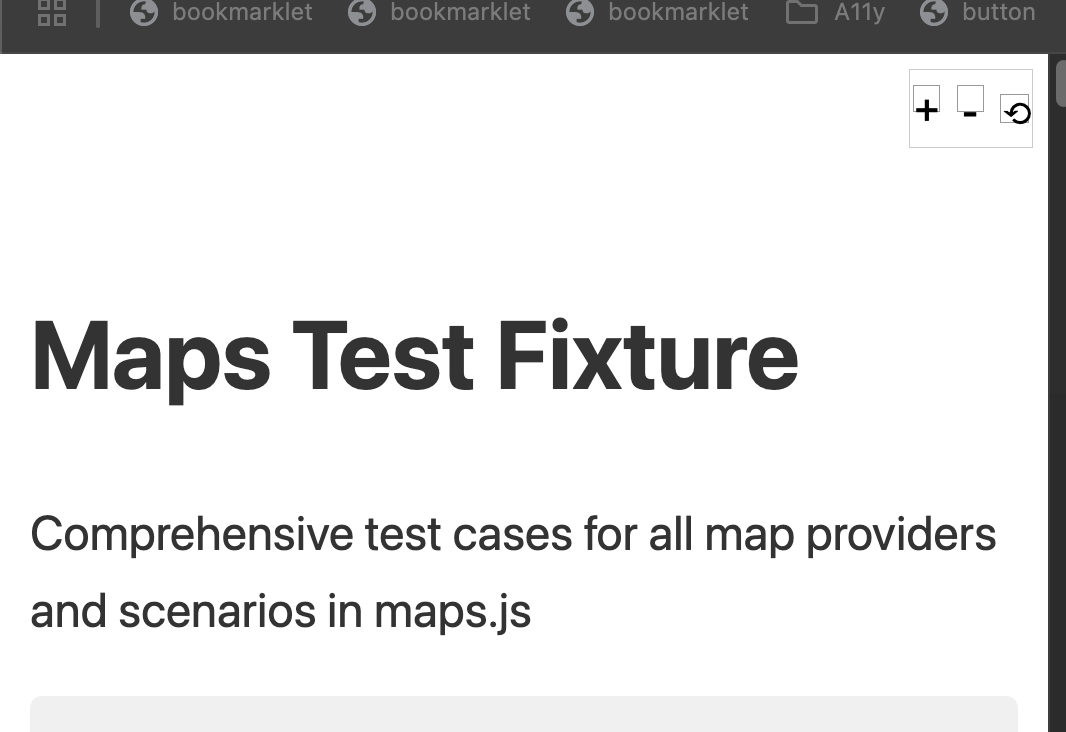 bookmarklet bookmarklet bookmarklet A11y button
+ - ⟲
Maps Test Fixture
Comprehensive test cases for all map providers
and scenarios in maps.js